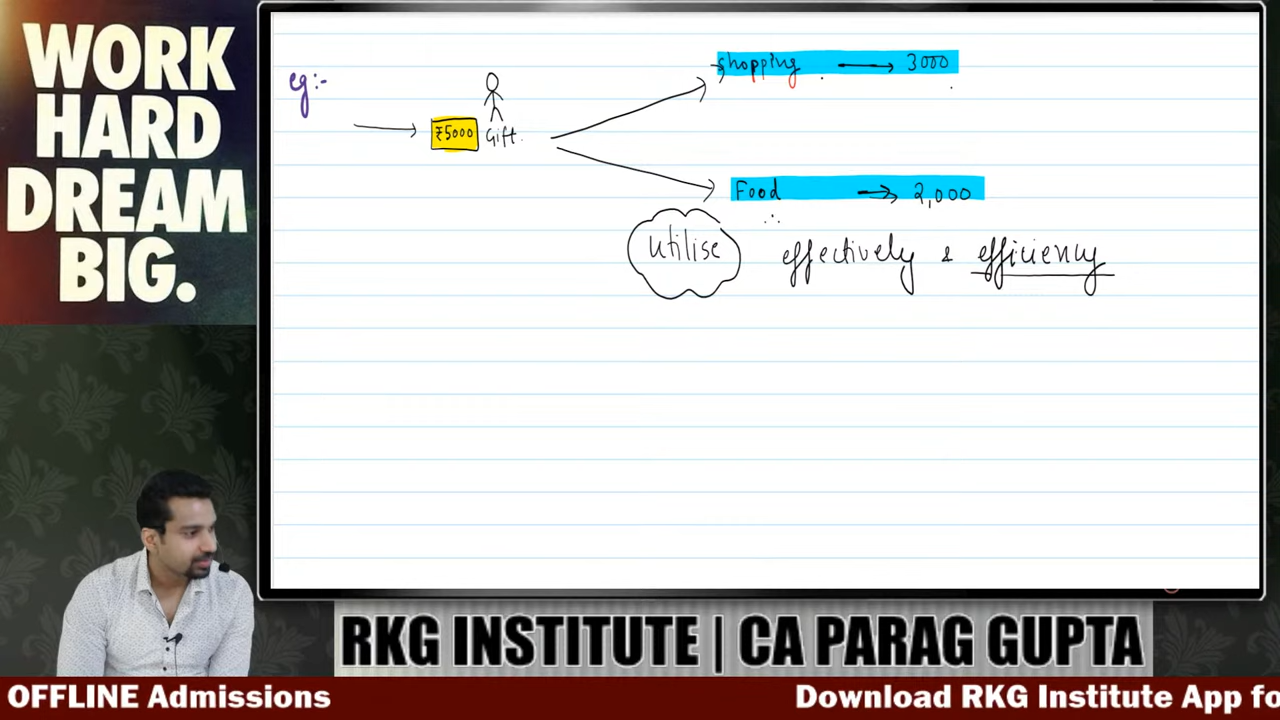 WORK
HARD
DREAM
BIG.
eg:-
₹5000 Gift.
shopping → 3000
Food → 2,000
utilise effectively & efficiency
RKG INSTITUTE | CA PARAG GUPTA
OFFLINE Admissions Download RKG Institute App fo